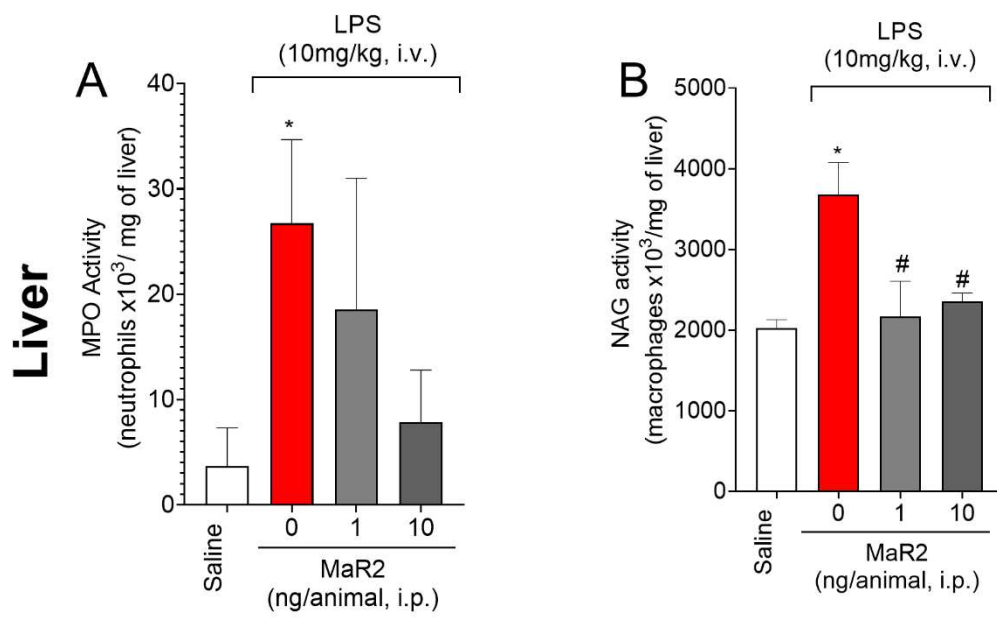 Liver
A
LPS
(10mg/kg, i.v.)
MPO Activity
(neutrophils x10³/ mg of liver)
40
30
20
10
0
*
Saline
0
1
10
MaR2
(ng/animal, i.p.)
B
LPS
(10mg/kg, i.v.)
NAG activity
(macrophages x10³/mg of liver)
5000
4000
3000
2000
1000
0
*
#
#
Saline
0
1
10
MaR2
(ng/animal, i.p.)